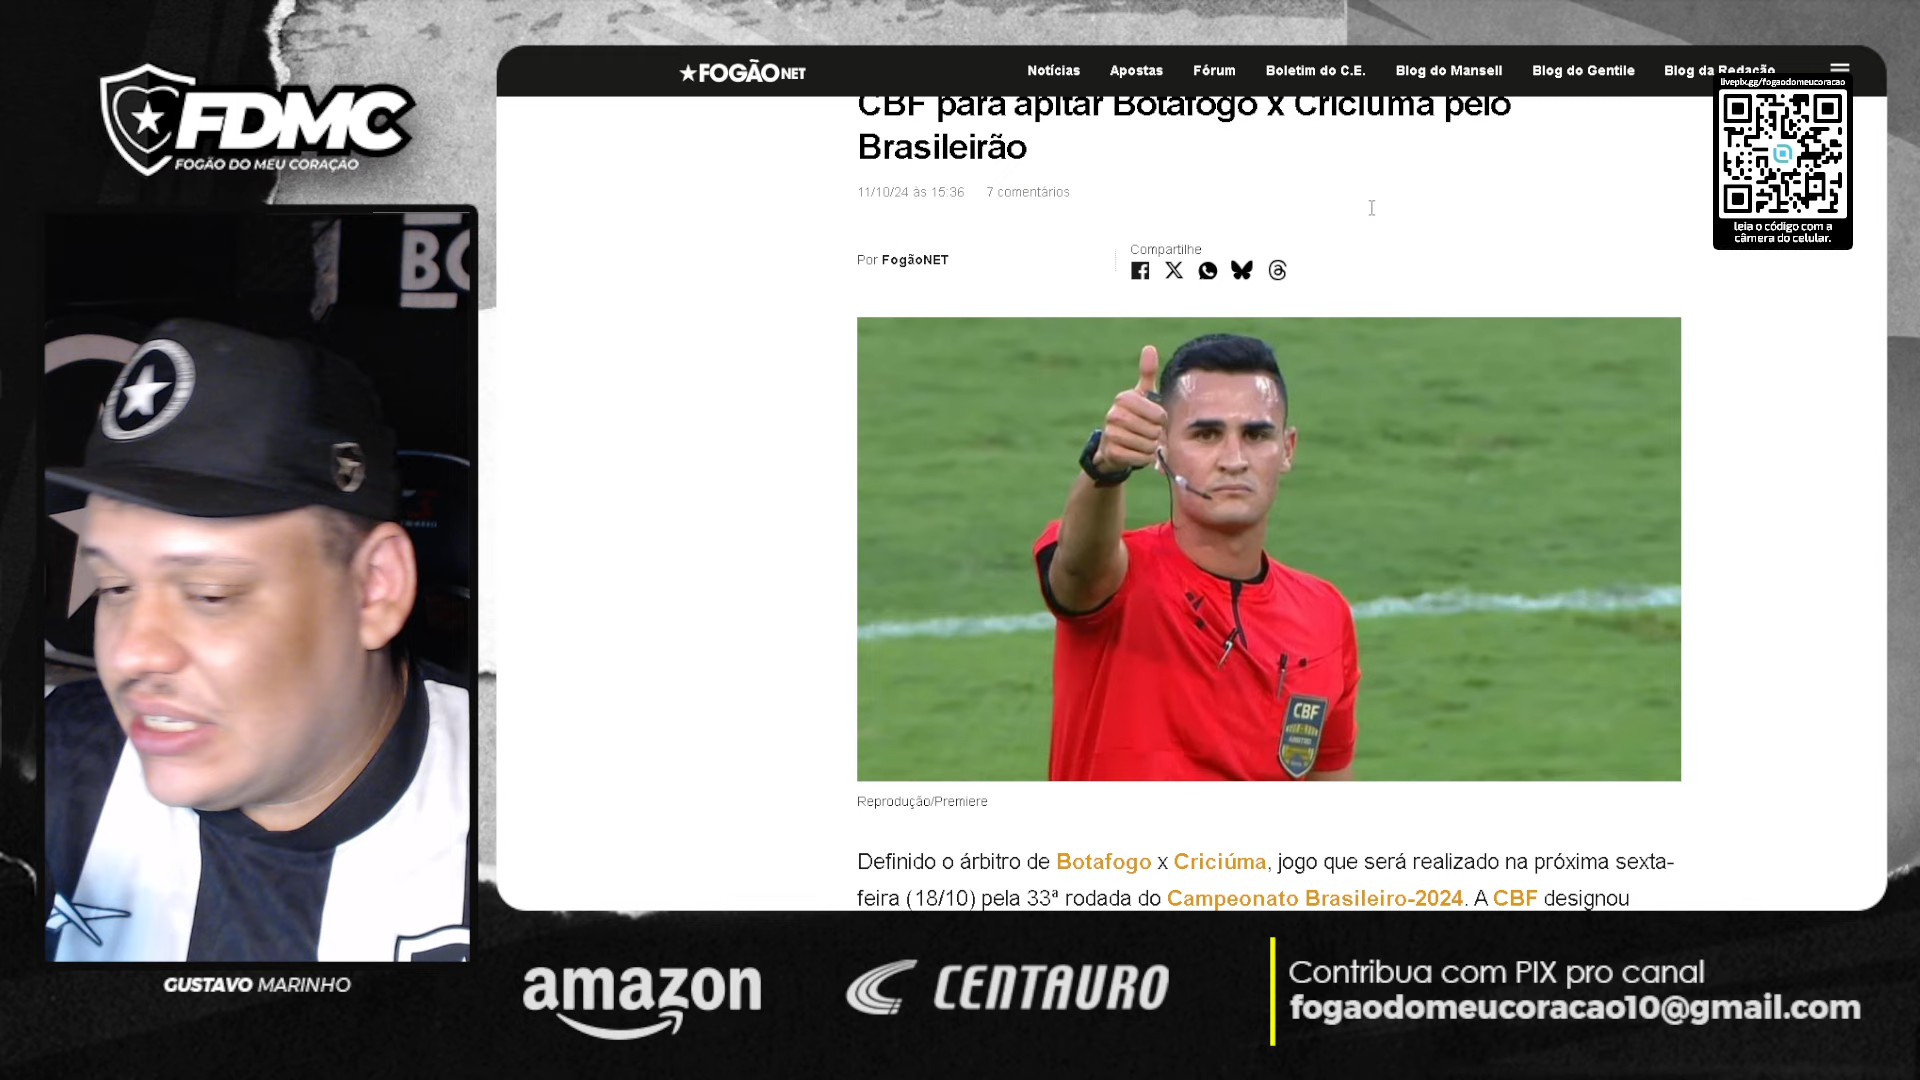 FDMC
FOGÃO DO MEU CORAÇÃO
FOGÃO NET
Notícias
Apostas
Fórum
Boletim do C.E.
Blog do Mansell
Blog do Gentile
Blog da Redação
livepix.gg/fogaodomeucoracao
leia o código com a
câmera do celular.
CBF para apitar Botafogo x Criciúma pelo
Brasileirão
11/10/24 às 15:36 7 comentários
Por FogãoNET
Compartilhe
BO
CBF
Reprodução/Premiere
Definido o árbitro de Botafogo x Criciúma, jogo que será realizado na próxima sexta-
feira (18/10) pela 33ª rodada do Campeonato Brasileiro-2024. A CBF designou
GUSTAVO MARINHO
amazon
CENTAURO
Contribua com PIX pro canal
fogaodomeucoracao10@gmail.com